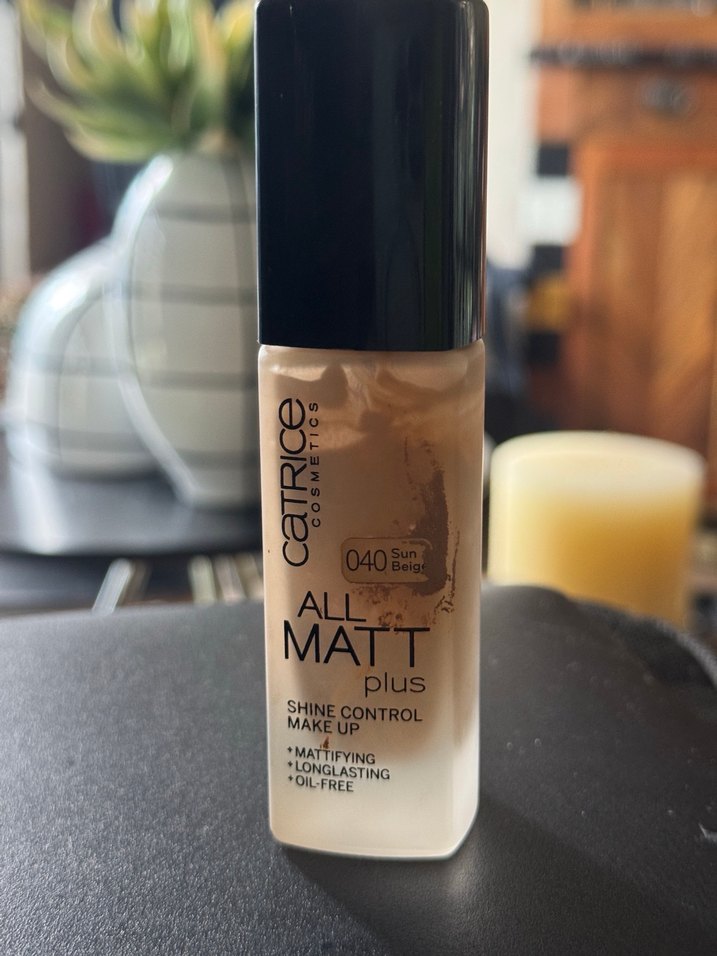 CATRICE
COSMETICS
040 Sun
Beige
ALL
MATT
plus
SHINE CONTROL
MAKE UP
+MATTIFYING
+LONGLASTING
+OIL-FREE